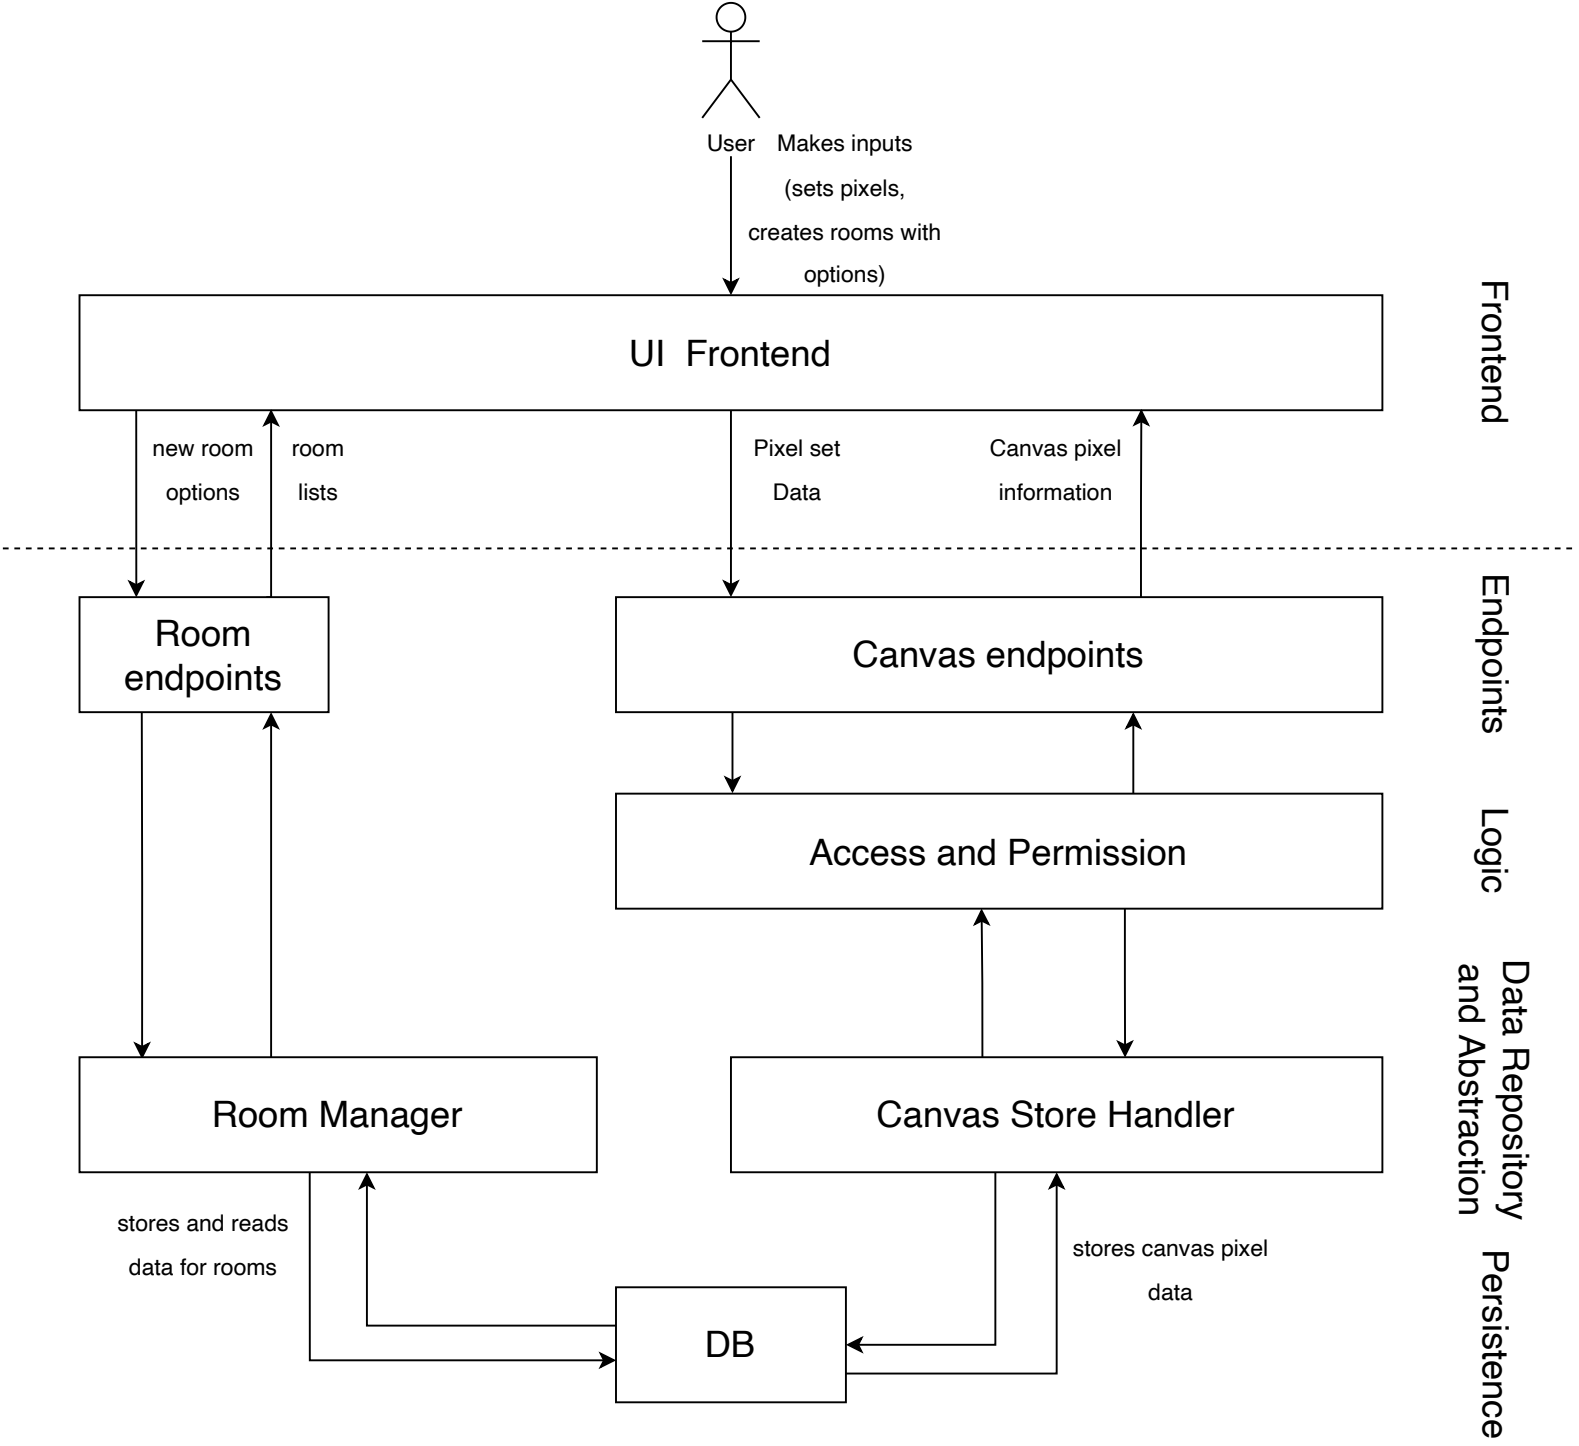 User
Makes inputs
(sets pixels,
creates rooms with
options)
UI Frontend
Frontend
new room
options
room
lists
Pixel set
Data
Canvas pixel
information
Room
endpoints
Canvas endpoints
Endpoints
Access and Permission
Logic
Room Manager
Canvas Store Handler
Data Repository
and Abstraction
stores and reads
data for rooms
stores canvas pixel
data
DB
Persistence